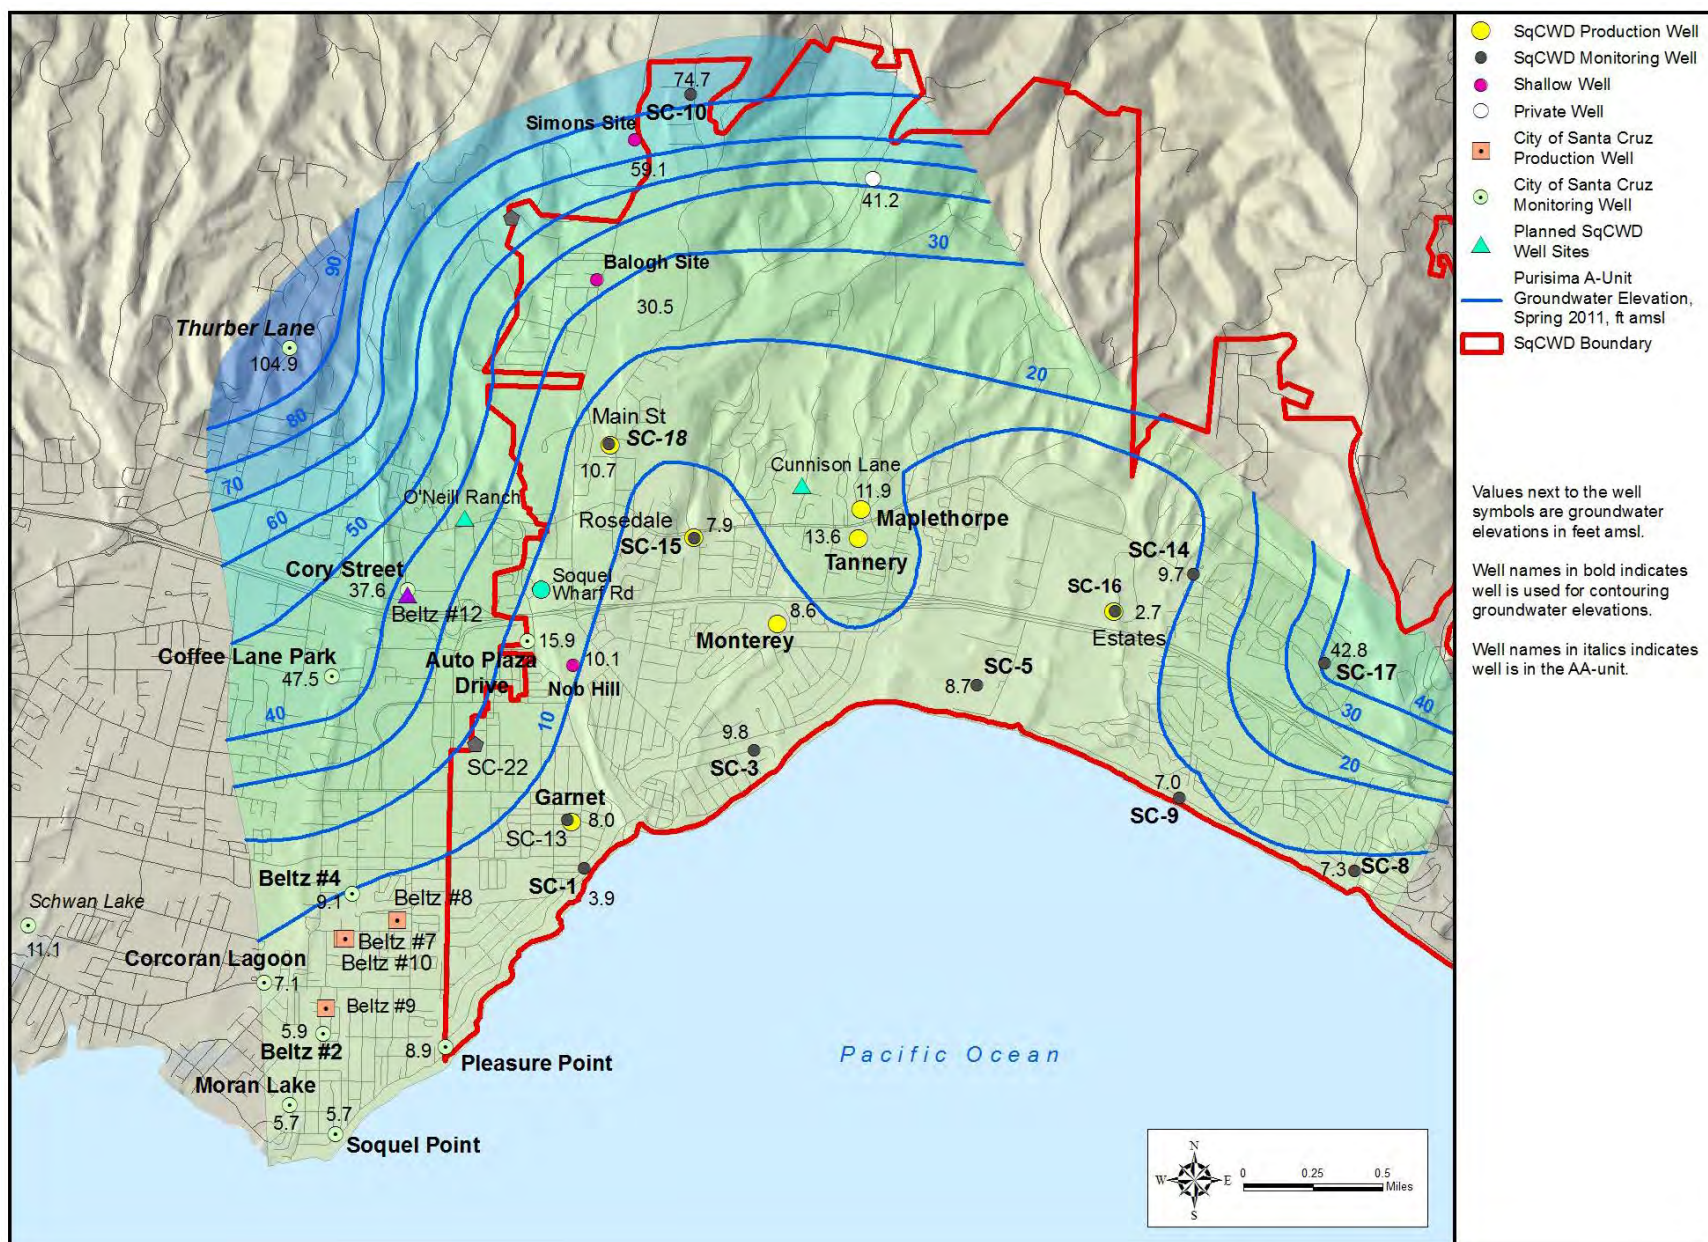 74.7
SC-10
Simons Site
59.1
41.2
90
30
Balogh Site
30.5
Thurber Lane
104.9
20
80
Main St
SC-18
10.7
Cunnison Lane
11.9
Maplethorpe
70
O'Neill Ranch
60
50
Rosedale
7.9
SC-15
13.6
Tannery
SC-14
9.7
Cory Street
37.6
Beltz #12
Soquel
Wharf Rd
SC-16
2.7
Estates
8.6
Monterey
15.9
Auto Plaza
Drive
10.1
Nob Hill
Coffee Lane Park
47.5
SC-5
8.7
42.8
SC-17
40
40
30
20
10
9.8
SC-3
SC-22
7.0
SC-9
Garnet
8.0
SC-13
SC-1
3.9
7.3
SC-8
Beltz #4
9.1
Beltz #8
Schwan Lake
11.1
Beltz #7
Beltz #10
Corcoran Lagoon
7.1
Beltz #9
5.9
Beltz #2
8.9
Pleasure Point
Pacific Ocean
Moran Lake
5.7
5.7
Soquel Point
N
W
E
S
0
0.25
0.5
Miles
SqCWD Production Well
SqCWD Monitoring Well
Shallow Well
Private Well
City of Santa Cruz
Production Well
City of Santa Cruz
Monitoring Well
Planned SqCWD
Well Sites
Purisima A-Unit
Groundwater Elevation,
Spring 2011, ft amsl
SqCWD Boundary
Values next to the well
symbols are groundwater
elevations in feet amsl.
Well names in bold indicates
well is used for contouring
groundwater elevations.
Well names in italics indicates
well is in the AA-unit.